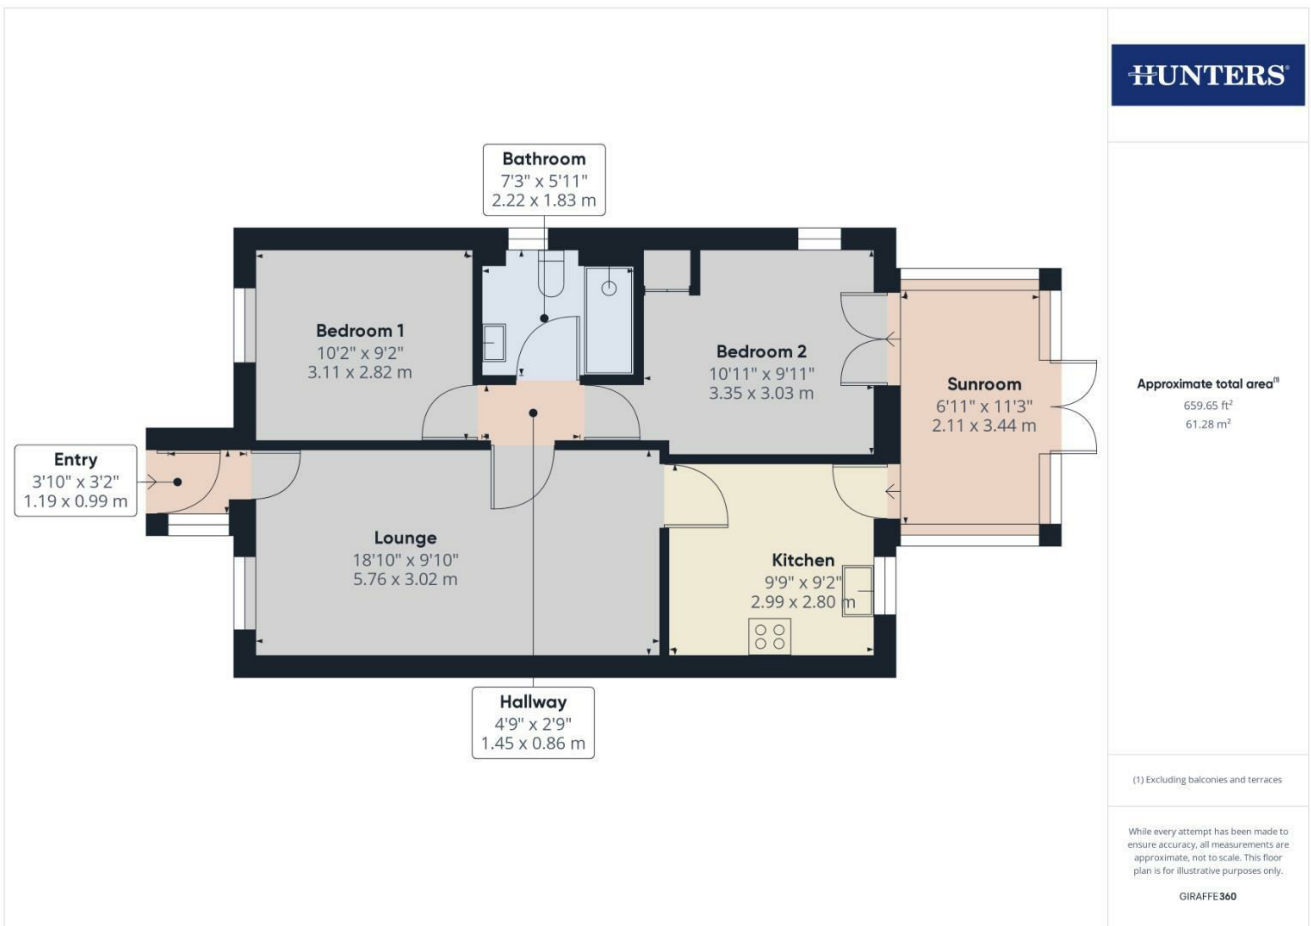 HUNTERS®
Bathroom
7'3" x 5'11"
2.22 x 1.83 m
Bedroom 1
10'2" x 9'2"
3.11 x 2.82 m
Bedroom 2
10'11" x 9'11"
3.35 x 3.03 m
Sunroom
6'11" x 11'3"
2.11 x 3.44 m
Entry
3'10" x 3'2"
1.19 x 0.99 m
Lounge
18'10" x 9'10"
5.76 x 3.02 m
Kitchen
9'9" x 9'2"
2.99 x 2.80 m
Hallway
4'9" x 2'9"
1.45 x 0.86 m
Approximate total area⁽¹⁾
659.65 ft²
61.28 m²
(1) Excluding balconies and terraces
While every attempt has been made to
ensure accuracy, all measurements are
approximate, not to scale. This floor
plan is for illustrative purposes only.
GIRAFFE360